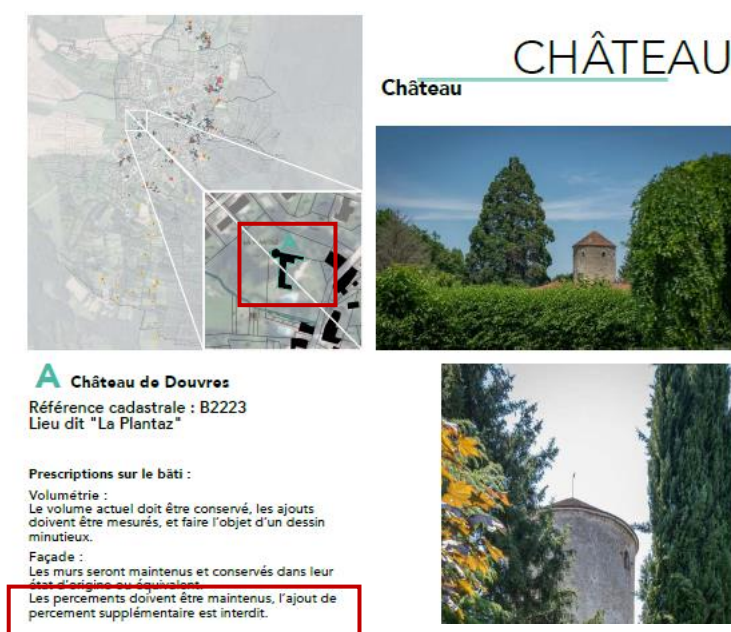 CHÂTEAU
Château
A
A Château de Douvres
Référence cadastrale : B2223
Lieu dit "La Plantaz"
Prescriptions sur le bâti :
Volumétrie :
Le volume actuel doit être conservé, les ajouts
doivent être mesurés, et faire l'objet d'un dessin
minutieux.
Façade :
Les murs seront maintenus et conservés dans leur
état d'origine ou équivalent.
Les percements doivent être maintenus, l'ajout de
percement supplémentaire est interdit.